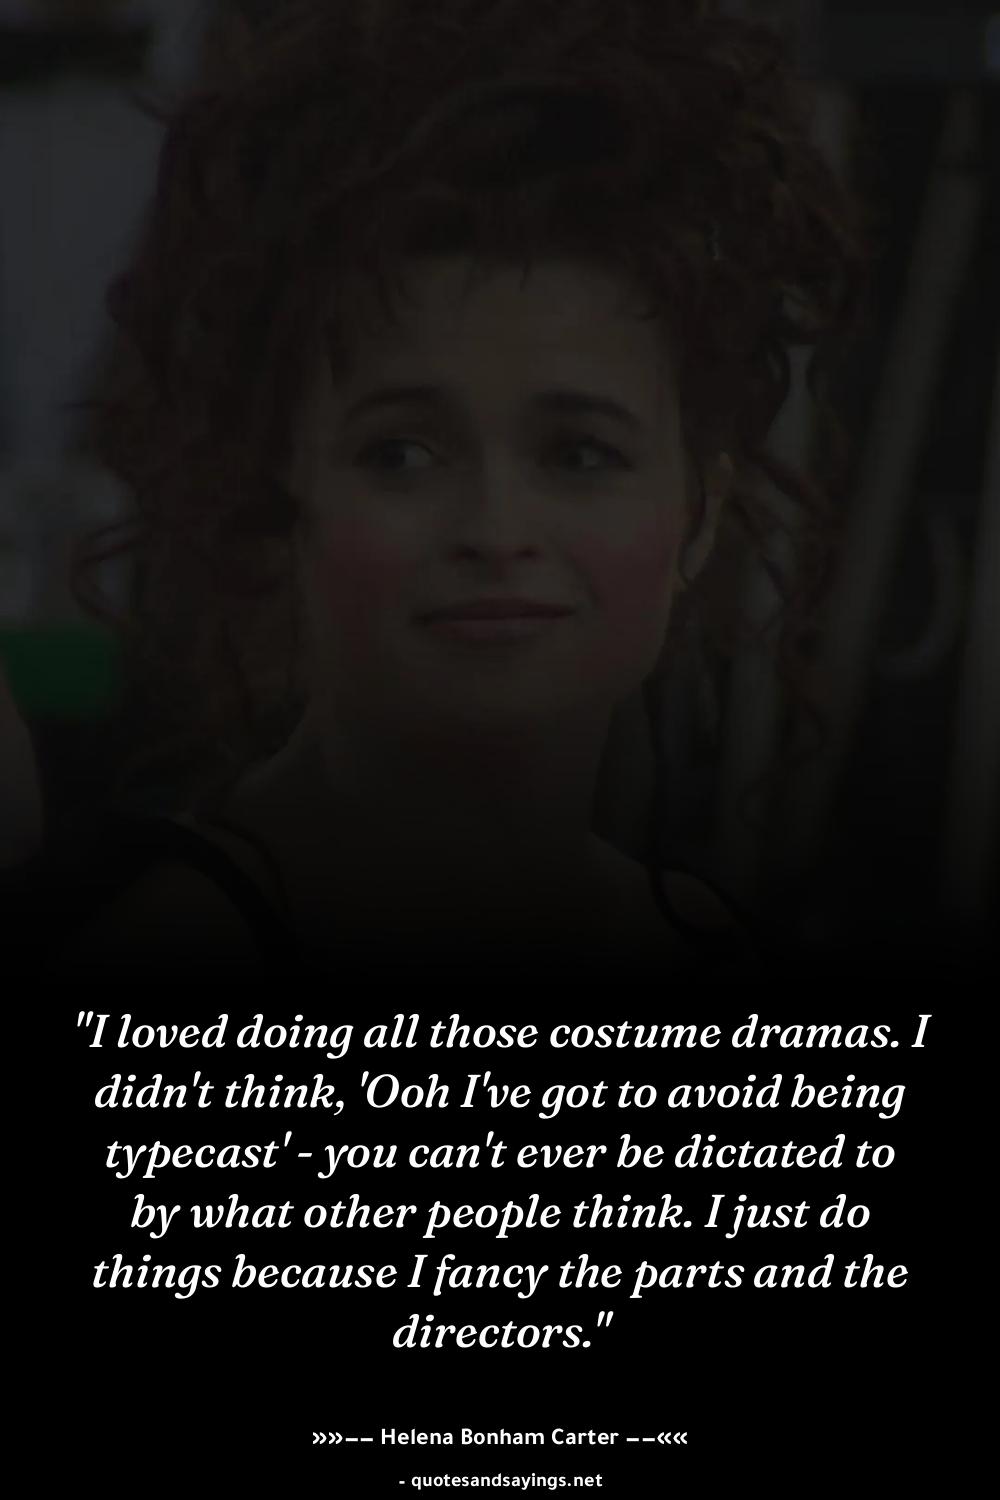 "I loved doing all those costume dramas. I
didn't think, 'Ooh I've got to avoid being
typecast' - you can't ever be dictated to
by what other people think. I just do
things because I fancy the parts and the
directors."
»»–– Helena Bonham Carter ––««
- quotesandsayings.net